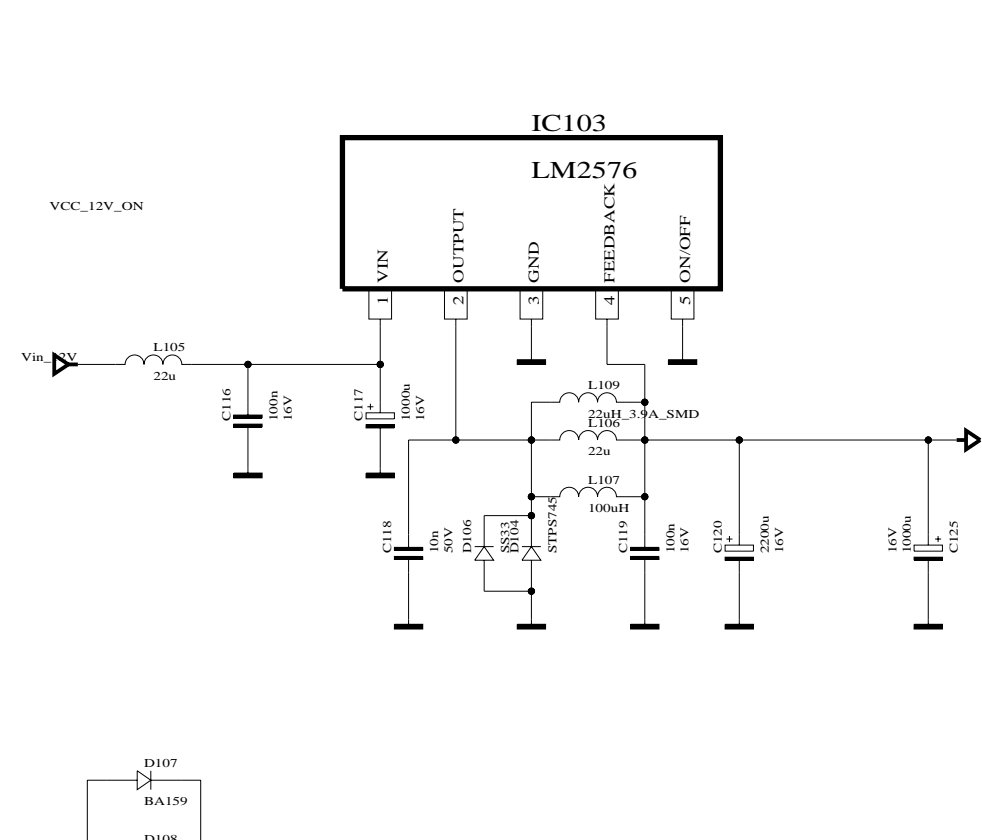 IC103
LM2576
VCC_12V_ON
VIN
OUTPUT
GND
FEEDBACK
ON/OFF
1
2
3
4
5
Vin_12V
L105
22u
C116
100n
16V
C117
+
1000u
16V
L109
22uH_3.9A_SMD
L106
22u
L107
100uH
C118
10n
50V
D106
SS33
D104
STPS745
C119
100n
16V
C120
+
2200u
16V
16V
1000u
+
C125
D107
BA159
D108